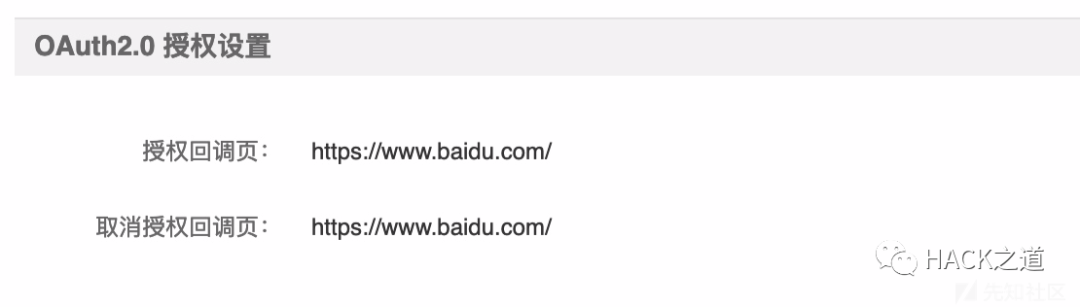 OAuth2.0 授权设置
授权回调页： https://www.baidu.com/
取消授权回调页： https://www.baidu.com/
HACK之道
先知社区